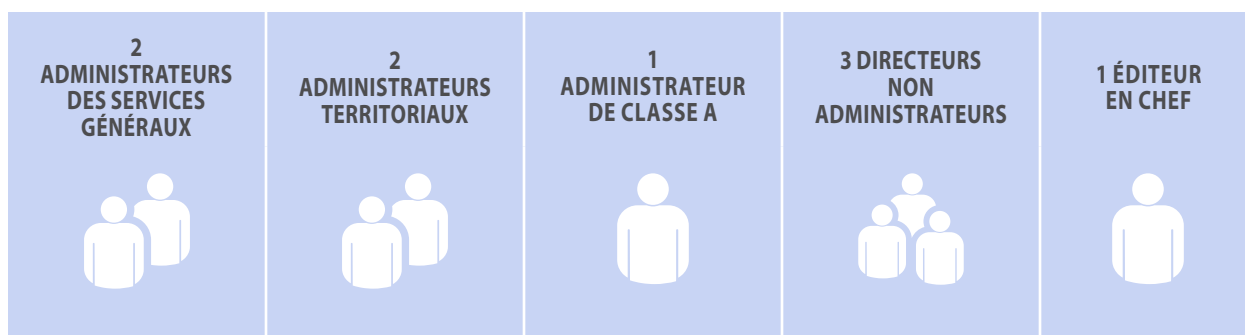 2
ADMINISTRATEURS
DES SERVICES
GÉNÉRAUX
2
ADMINISTRATEURS
TERRITORIAUX
1
ADMINISTRATEUR
DE CLASSE A
3 DIRECTEURS
NON
ADMINISTRATEURS
1 ÉDITEUR
EN CHEF